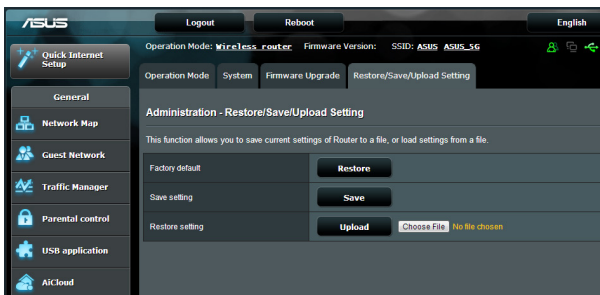 ASUS
Logout
Reboot
English
Quick Internet
Setup
Operation Mode: Wireless router Firmware Version: SSID: ASUS ASUS_5G
Operation Mode
System
Firmware Upgrade
Restore/Save/Upload Setting
General
Network Map
Guest Network
Traffic Manager
Parental control
USB application
AiCloud
Administration - Restore/Save/Upload Setting
This function allows you to save current settings of Router to a file, or load settings from a file.
Factory default
Restore
Save setting
Save
Restore setting
Upload
Choose File No file chosen